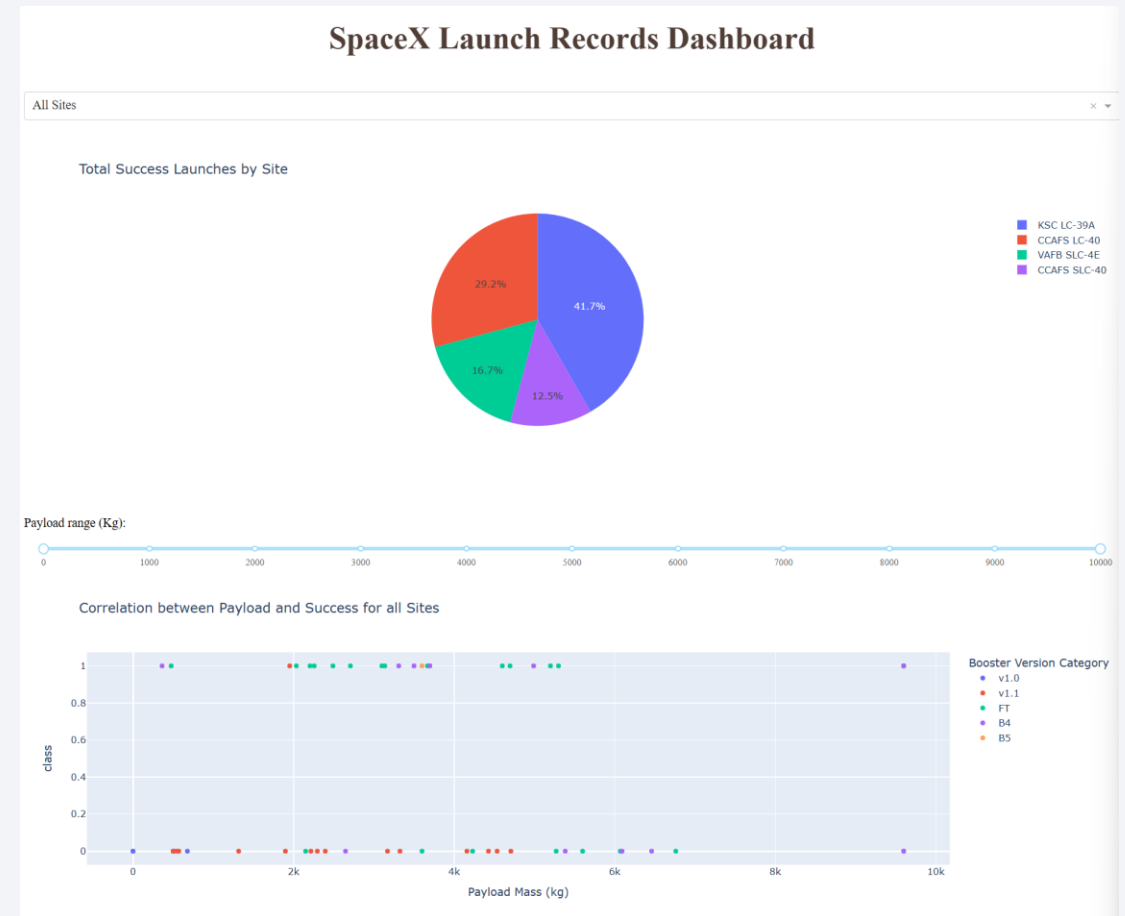 SpaceX Launch Records Dashboard
All Sites × 
Total Success Launches by Site
KSC LC-39A
CCAFS LC-40
VAFB SLC-4E
CCAFS SLC-40
29.2%
41.7%
16.7%
12.5%
Payload range (Kg):
0 1000 2000 3000 4000 5000 6000 7000 8000 9000 10000
Correlation between Payload and Success for all Sites
Booster Version Category
v1.0
v1.1
FT
B4
B5
class
1
0.8
0.6
0.4
0.2
0
0 2k 4k 6k 8k 10k
Payload Mass (kg)